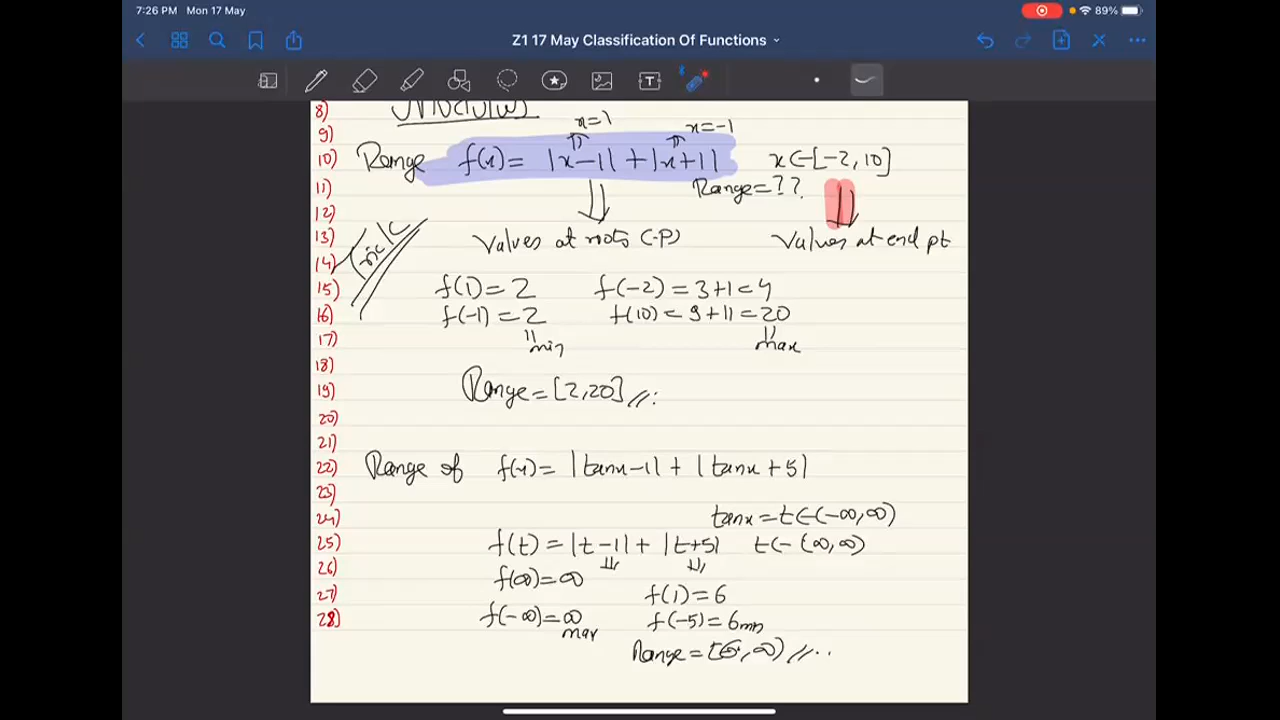 7:26 PM Mon 17 May
89%
Z1 17 May Classification Of Functions
8)
9)
x=1 x=-1
10) Range f(x)= |x-1|+|x+1| x∈[-2,10]
11) Range=??
12)
13) Values at roots (-P) Values at end pt
Trick
14)
15) f(1)=2 f(-2)=3+1=4
16) f(-1)=2 f(10)=9+11=20
17) min max
18)
19) Range=[2,20]//:
20)
21)
22) Range of f(x)= |tanx-1|+|tanx+5|
23)
24) tanx=t∈(-∞,∞)
25) f(t)=|t-1|+|t+5| t∈-(∞,∞)
26) f(∞)=∞
27) f(1)=6
28) f(-∞)=∞ f(-5)=6min
max
Range=[6,∞)//..